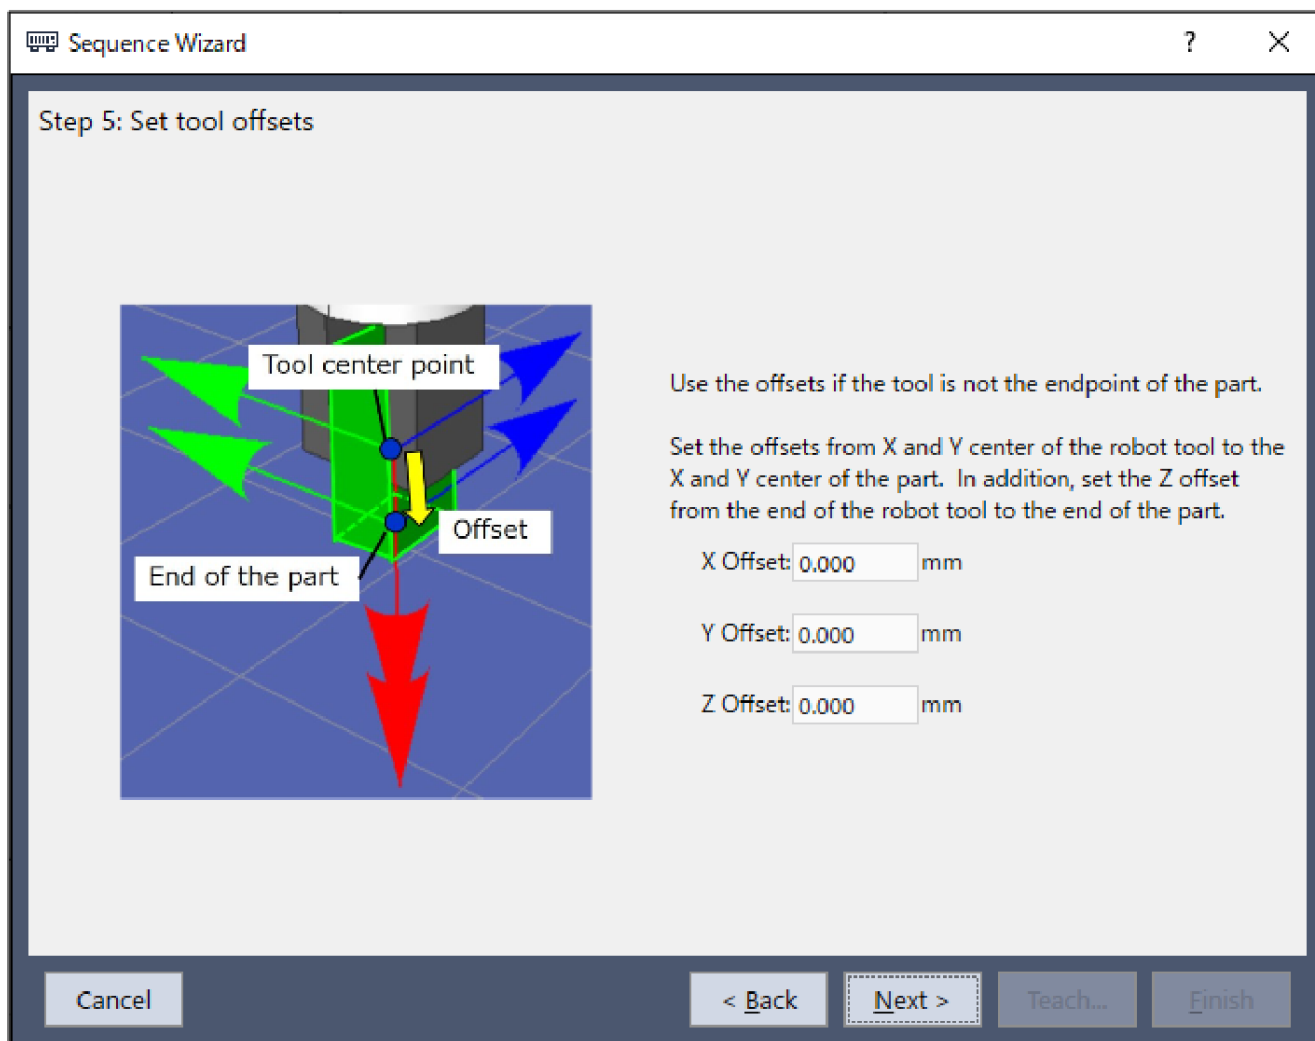 Sequence Wizard
?
Step 5: Set tool offsets
Tool center point
Offset
End of the part
Use the offsets if the tool is not the endpoint of the part.
Set the offsets from X and Y center of the robot tool to the
X and Y center of the part. In addition, set the Z offset
from the end of the robot tool to the end of the part.
X Offset: 0.000 mm
Y Offset: 0.000 mm
Z Offset: 0.000 mm
Cancel
< Back
Next >
Teach...
Finish